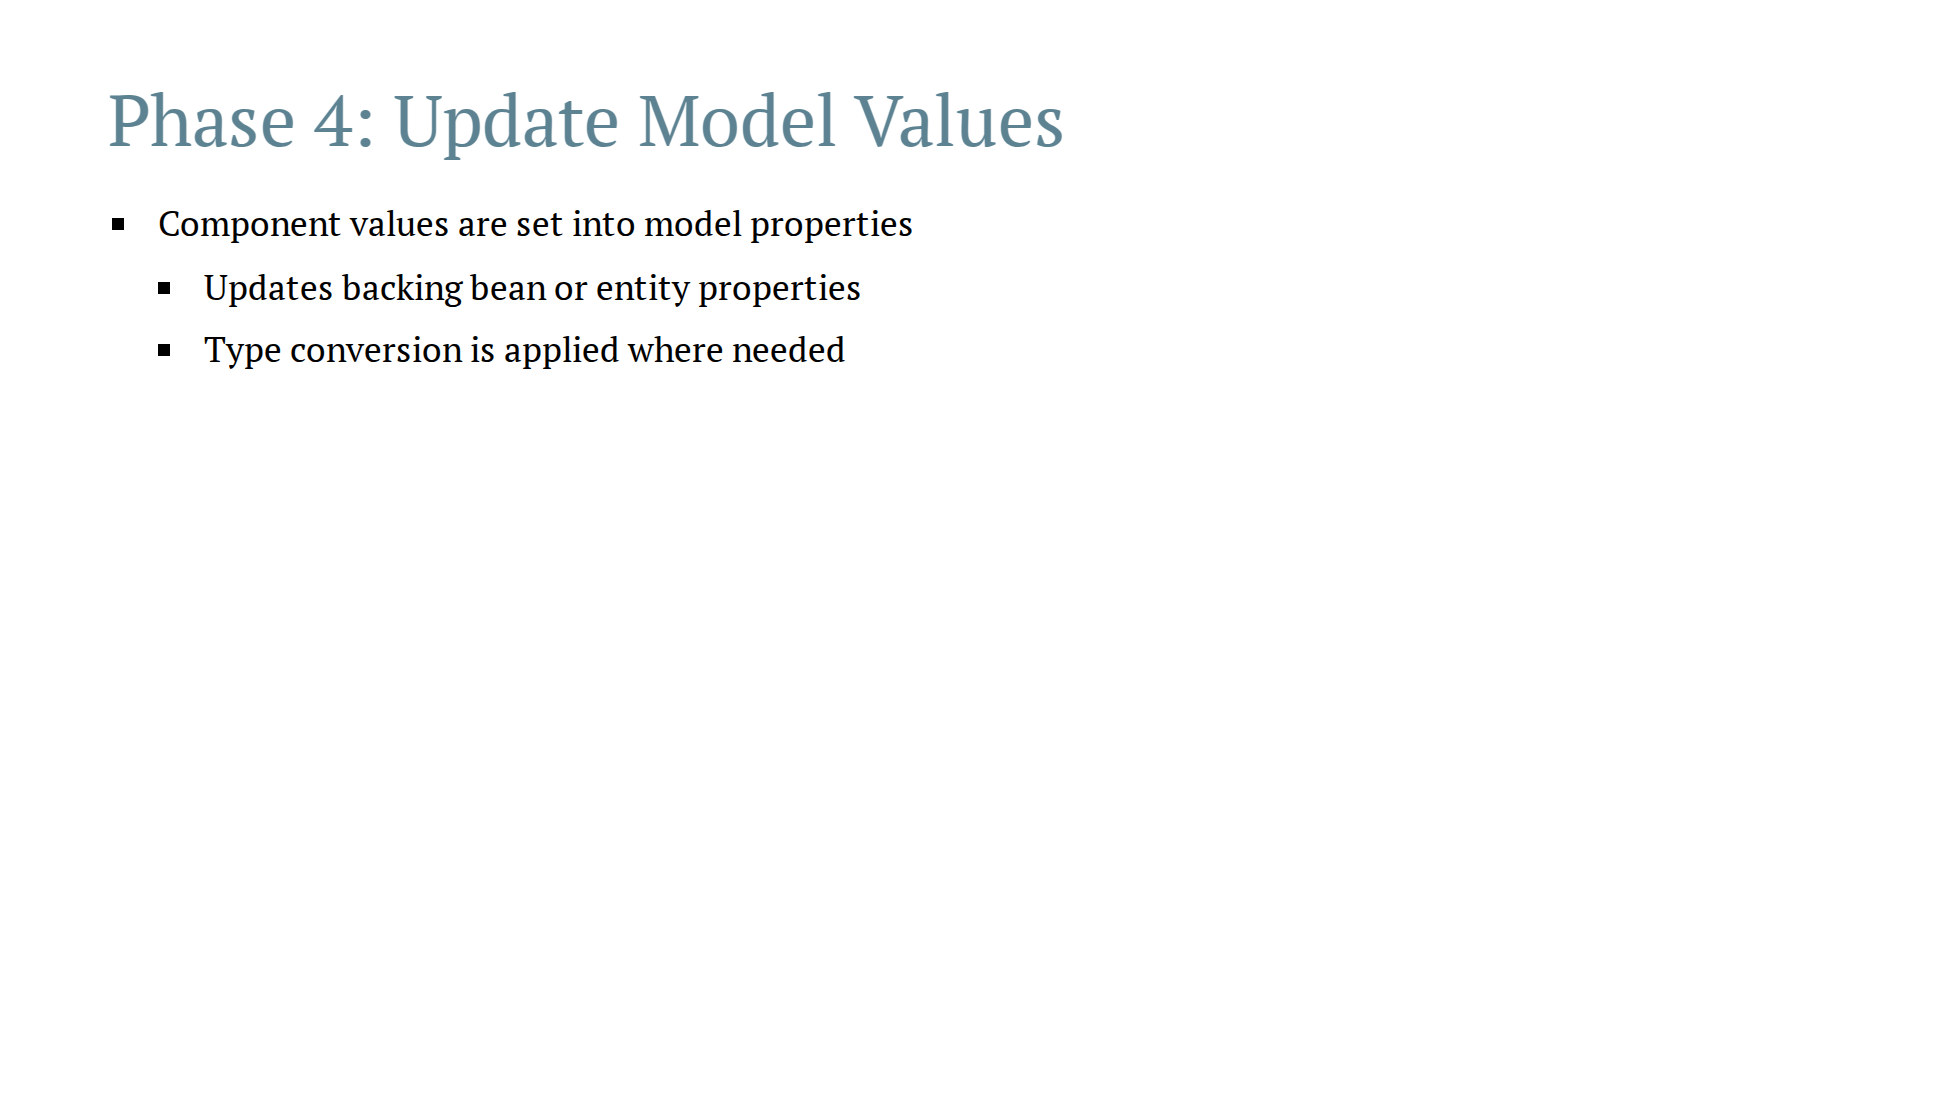 Phase 4: Update Model Values
▪ Component values are set into model properties
▪ Updates backing bean or entity properties
▪ Type conversion is applied where needed